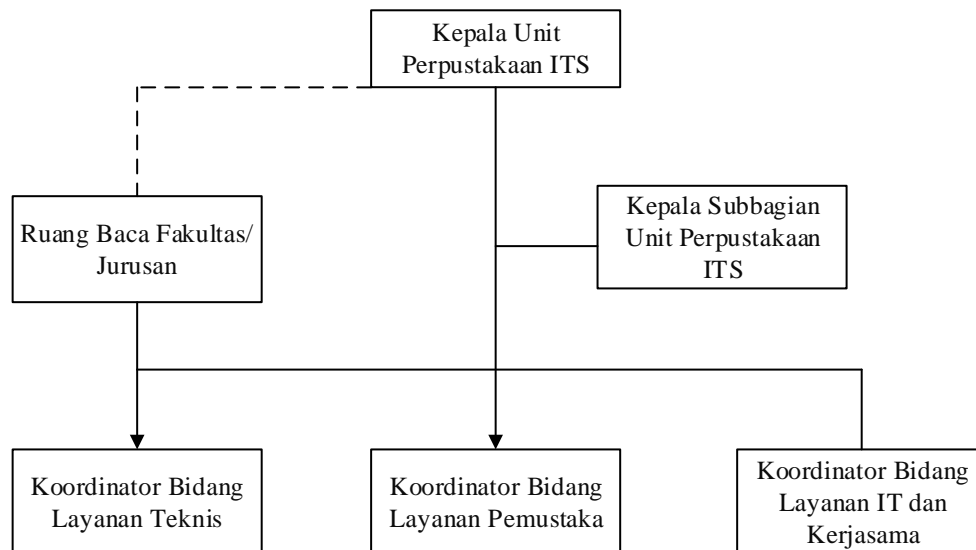 Kepala Unit
Perpustakaan ITS
Ruang Baca Fakultas/
Jurusan
Kepala Subbagian
Unit Perpustakaan
ITS
Koordinator Bidang
Layanan Teknis
Koordinator Bidang
Layanan Pemustaka
Koordinator Bidang
Layanan IT dan
Kerjasama